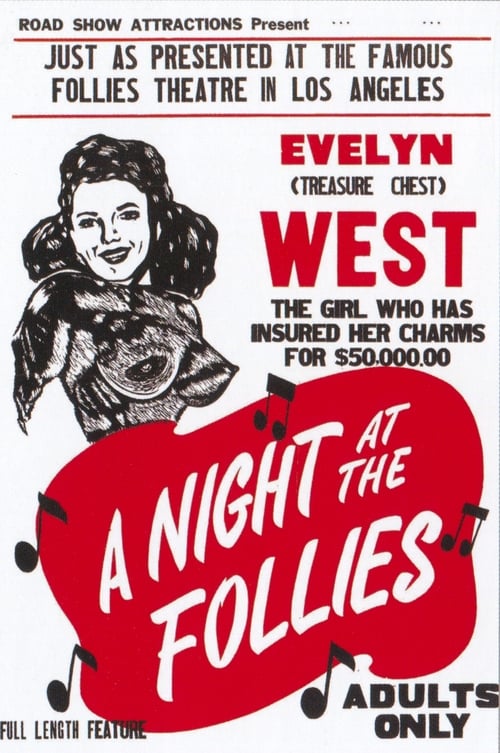 ROAD SHOW ATTRACTIONS Present ... ...
JUST AS PRESENTED AT THE FAMOUS
FOLLIES THEATRE IN LOS ANGELES
EVELYN
(TREASURE CHEST)
WEST
THE GIRL WHO HAS
INSURED HER CHARMS
FOR $50,000.00
A NIGHT AT THE
FOLLIES
FULL LENGTH FEATURE
ADULTS
ONLY